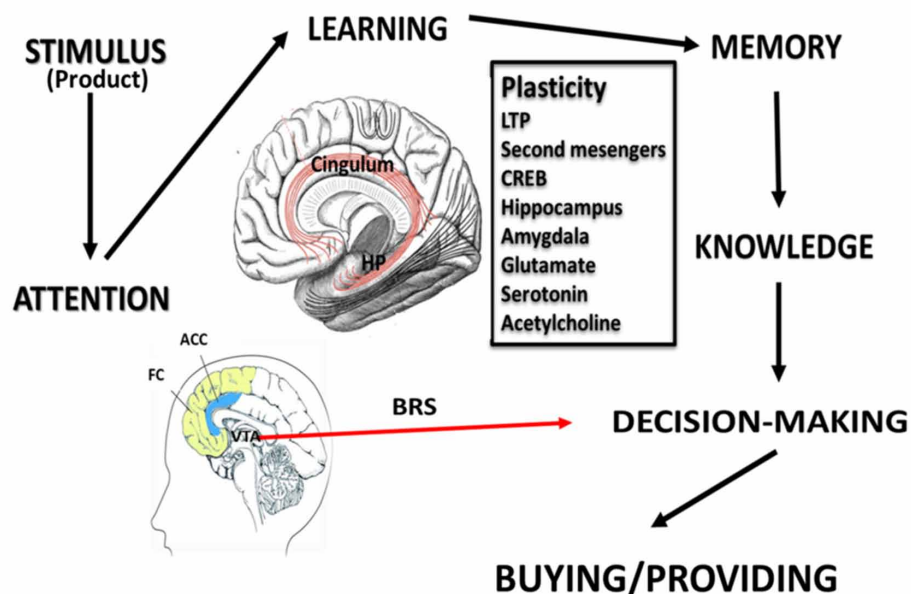 STIMULUS
(Product)
LEARNING
MEMORY
ATTENTION
Cingulum
HP
Plasticity
LTP
Second mesengers
CREB
Hippocampus
Amygdala
Glutamate
Serotonin
Acetylcholine
KNOWLEDGE
ACC
FC
VTA
BRS
DECISION-MAKING
BUYING/PROVIDING